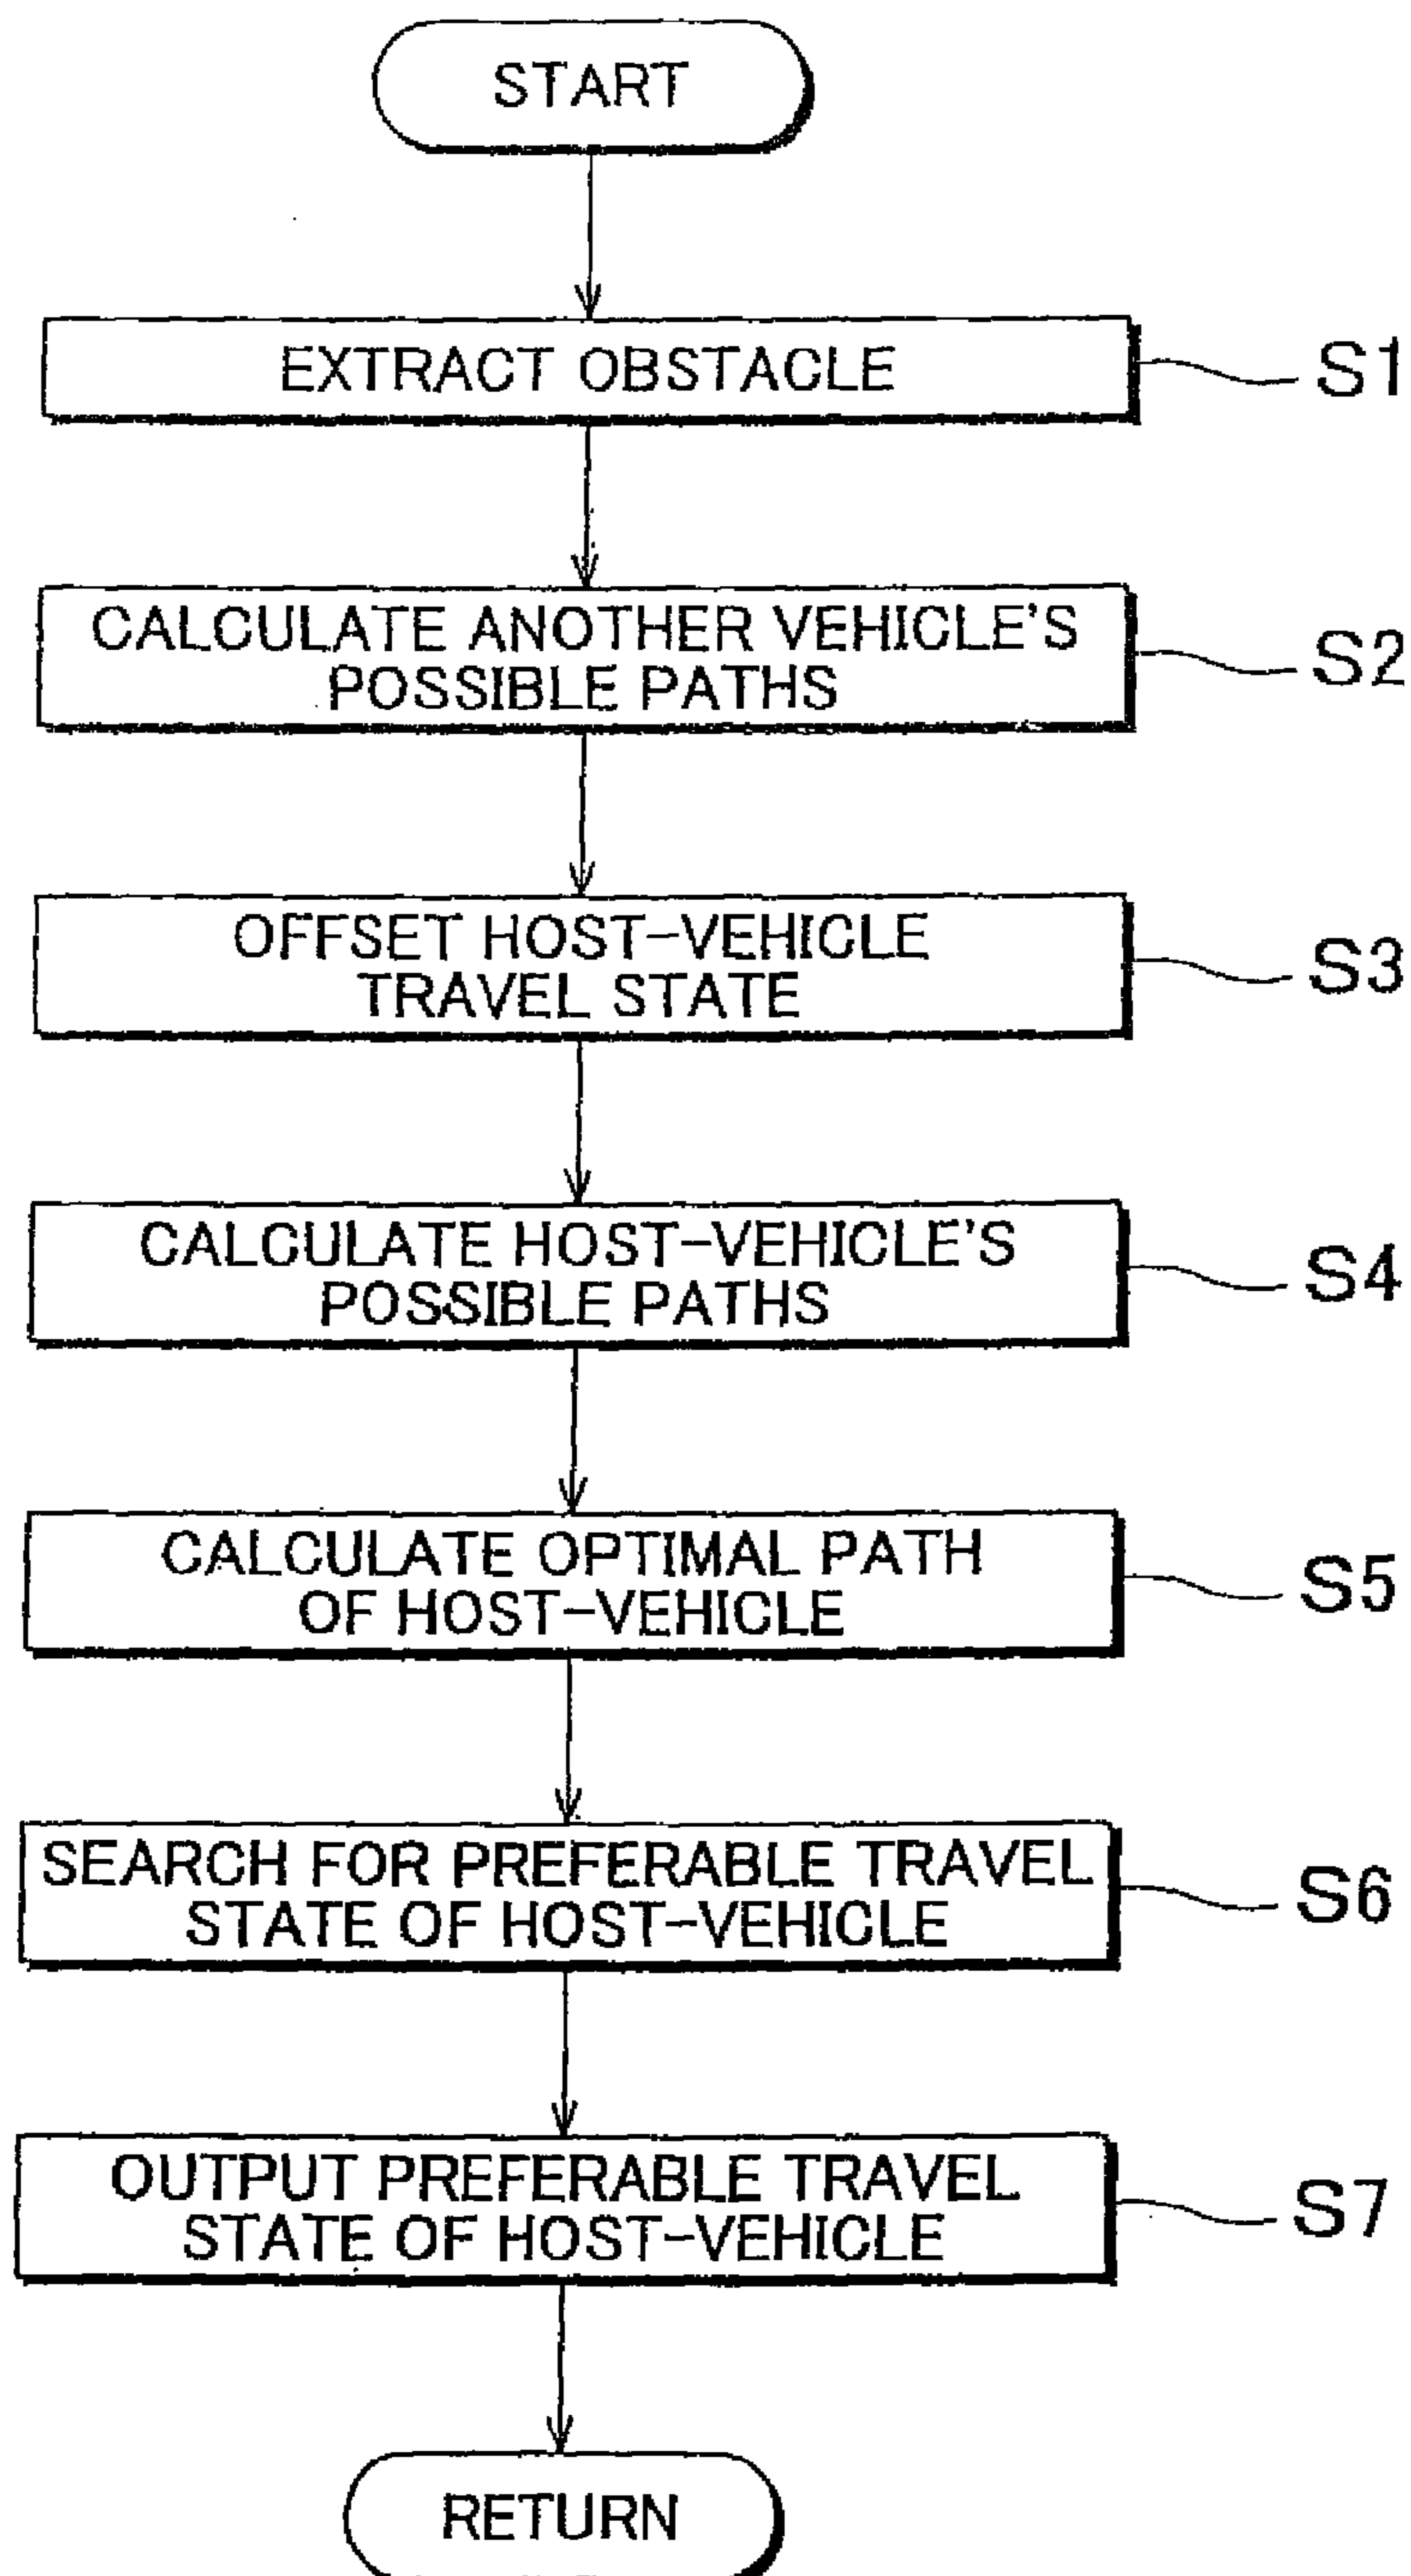 START
EXTRACT OBSTACLE
S1
CALCULATE ANOTHER VEHICLE'S
POSSIBLE PATHS
S2
OFFSET HOST-VEHICLE
TRAVEL STATE
S3
CALCULATE HOST-VEHICLE'S
POSSIBLE PATHS
S4
CALCULATE OPTIMAL PATH
OF HOST-VEHICLE
S5
SEARCH FOR PREFERABLE TRAVEL
STATE OF HOST-VEHICLE
S6
OUTPUT PREFERABLE TRAVEL
STATE OF HOST-VEHICLE
S7
RETURN